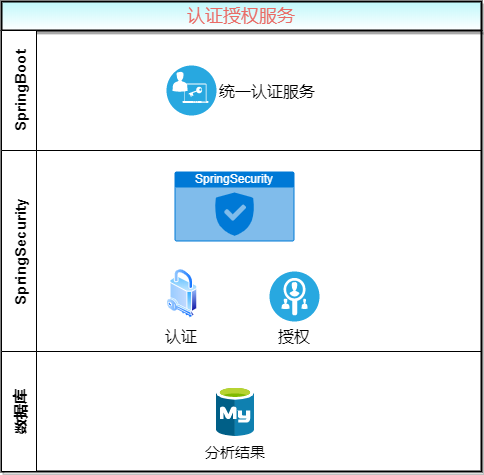 认证授权服务
SpringBoot
统一认证服务
SpringSecurity
SpringSecurity
认证
授权
数据库
My
分析结果